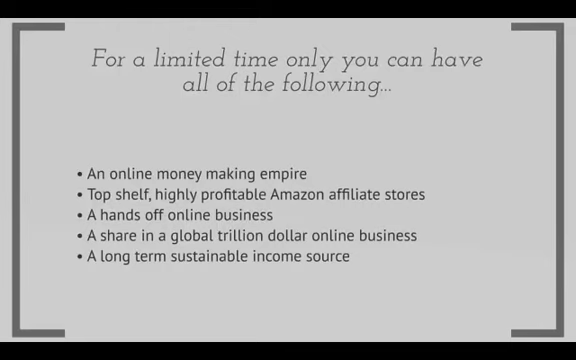 For a limited time only you can have
all of the following...
• An online money making empire
• Top shelf, highly profitable Amazon affiliate stores
• A hands off online business
• A share in a global trillion dollar online business
• A long term sustainable income source